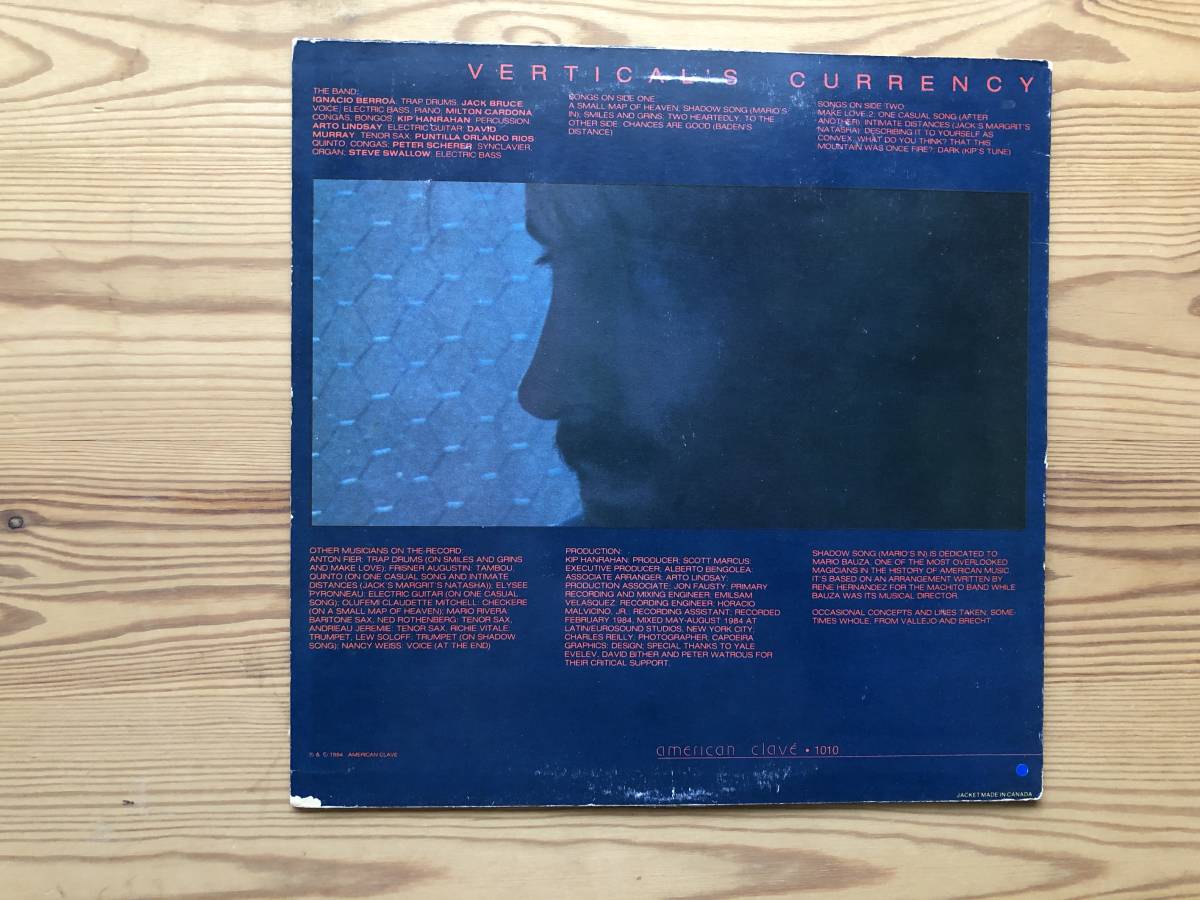 VERTICAL'S CURRENCY
THE BAND:
IGNACIO BERROA, TRAP DRUMS; JACK BRUCE
VOICE, ELECTRIC BASS, PIANO; MILTON CARDONA
CONGAS, BONGOS; KIP HANRAHAN, PERCUSSION
ARTO LINDSAY, ELECTRIC GUITAR; DAVID
MURRAY, TENOR SAX; PUNTILLA ORLANDO RIOS
QUINTO, CONGAS; PETER SCHERER, SYNCLAVIER,
ORGAN; STEVE SWALLOW, ELECTRIC BASS
SONGS ON SIDE ONE
A SMALL MAP OF HEAVEN; SHADOW SONG (MARIO'S
IN); SMILES AND GRINS; TWO HEARTEDLY, TO THE
OTHER SIDE; CHANCES ARE GOOD (BADEN'S
DISTANCE)
SONGS ON SIDE TWO
MAKE LOVE 2; ONE CASUAL SONG (AFTER
ANOTHER); INTIMATE DISTANCES (JACK'S MARGRIT'S
NATASHA); DESCRIBING IT TO YOURSELF AS
CONVEX; WHAT DO YOU THINK? THAT THIS
MOUNTAIN WAS ONCE FIRE?; DARK (KIP'S TUNE)
OTHER MUSICIANS ON THE RECORD:
ANTON FIER: TRAP DRUMS (ON SMILES AND GRINS
AND MAKE LOVE); FRISNER AUGUSTIN: TAMBOU,
QUINTO (ON ONE CASUAL SONG AND INTIMATE
DISTANCES (JACK'S MARGRIT'S NATASHA)); ELYSEE
PYRONNEAU: ELECTRIC GUITAR (ON ONE CASUAL
SONG); OLUFEMI CLAUDETTE MITCHELL: CHEKERE
(ON A SMALL MAP OF HEAVEN); MARIO RIVERA:
BARITONE SAX, NED ROTHENBERG: TENOR SAX,
ANDRIEAU JEREMIE: TENOR SAX, RICHIE VITALE:
TRUMPET, LEW SOLOFF: TRUMPET (ON SHADOW
SONG); NANCY WEISS: VOICE (AT THE END)
PRODUCTION:
KIP HANRAHAN: PRODUCER; SCOTT MARCUS:
EXECUTIVE PRODUCER; ALBERTO BENGOLEA:
ASSOCIATE ARRANGER; ARTO LINDSAY:
PRODUCTION ASSOCIATE; JON FAUSTY: PRIMARY
RECORDING AND MIXING ENGINEER; EMILSAM
VELASQUEZ: RECORDING ENGINEER; HORACIO
MALVICINO, JR.: RECORDING ASSISTANT; RECORDED
FEBRUARY 1984, MIXED MAY-AUGUST 1984 AT
LATIN/EUROSOUND STUDIOS, NEW YORK CITY;
CHARLES REILLY: PHOTOGRAPHER; CAPOEIRA
GRAPHICS: DESIGN; SPECIAL THANKS TO YALE
EVELEV, DAVID BITHER AND PETER WATROUS FOR
THEIR CRITICAL SUPPORT.
SHADOW SONG (MARIO'S IN) IS DEDICATED TO
MARIO BAUZA, ONE OF THE MOST OVERLOOKED
MAGICIANS IN THE HISTORY OF AMERICAN MUSIC.
IT'S BASED ON AN ARRANGEMENT WRITTEN BY
RENE HERNANDEZ FOR THE MACHITO BAND WHILE
BAUZA WAS ITS MUSICAL DIRECTOR.
OCCASIONAL CONCEPTS AND LINES TAKEN, SOME-
TIMES WHOLE, FROM VALLEJO AND BRECHT.
℗ & © 1984 AMERICAN CLAVE
american clavé • 1010
JACKET MADE IN CANADA